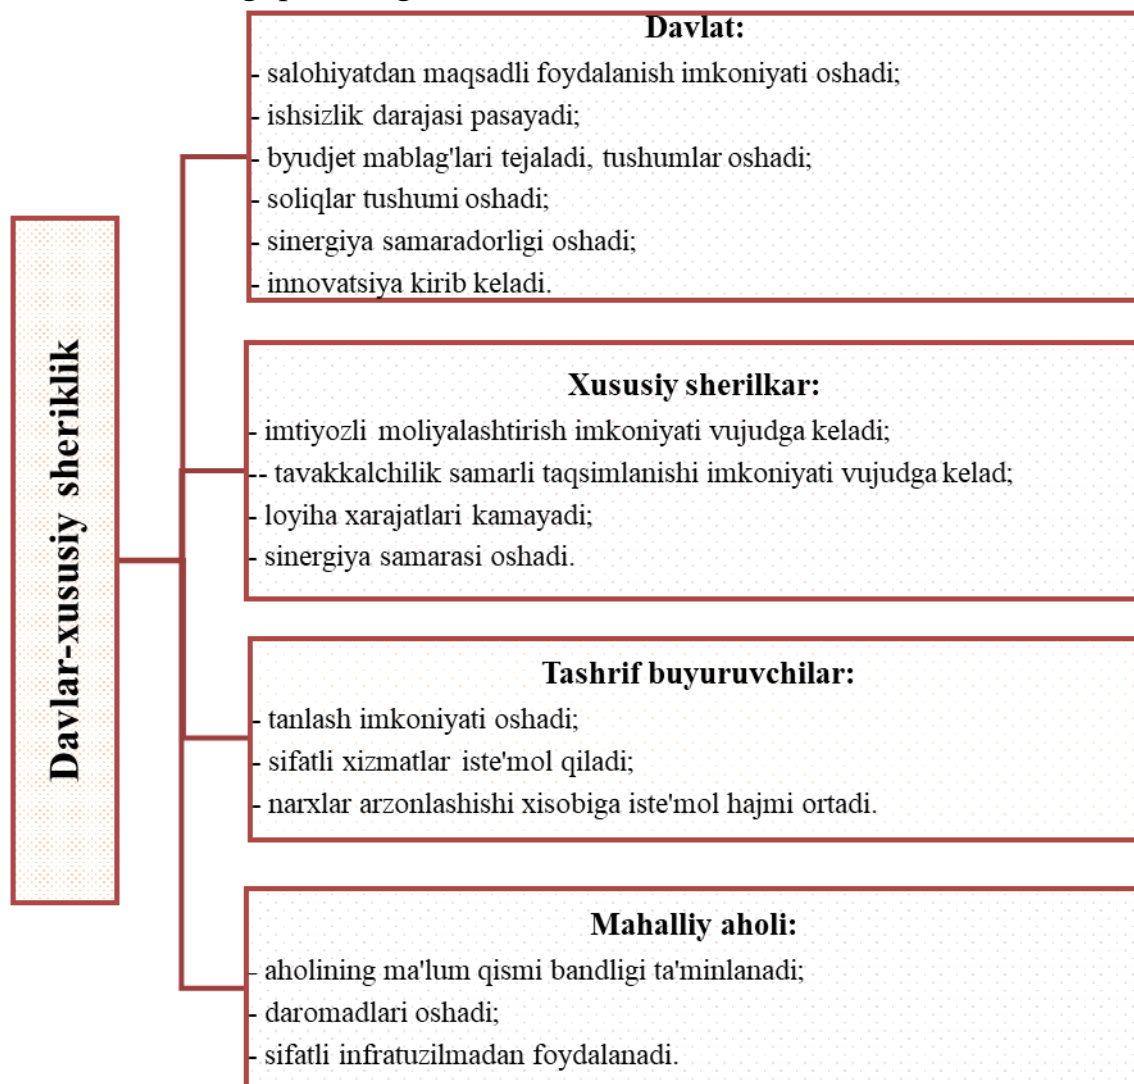 Davlat:
- salohiyatdan maqsadli foydalanish imkoniyati oshadi;
- ishsizlik darajasi pasayadi;
- byudjet mablag'lari tejaladi, tushumlar oshadi;
- soliqlar tushumi oshadi;
- sinergiya samaradorligi oshadi;
- innovatsiya kirib keladi.
Davlar-xususiy sheriklik
Xususiy sherilkar:
- imtiyozli moliyalashtirish imkoniyati vujudga keladi;
-- tavakkalchilik samarli taqsimlanishi imkoniyati vujudga kelad;
- loyiha xarajatlari kamayadi;
- sinergiya samarasi oshadi.
Tashrif buyuruvchilar:
- tanlash imkoniyati oshadi;
- sifatli xizmatlar iste'mol qiladi;
- narxlar arzonlashishi xisobiga iste'mol hajmi ortadi.
Mahalliy aholi:
- aholining ma'lum qismi bandligi ta'minlanadi;
- daromadlari oshadi;
- sifatli infratuzilmadan foydalanadi.